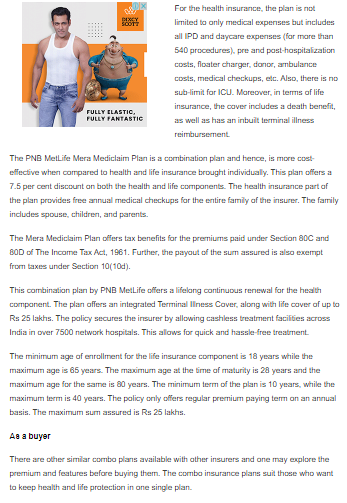 DIXCY
SCOTT
FULLY ELASTIC,
FULLY FANTASTIC
For the health insurance, the plan is not
limited to only medical expenses but includes
all IPD and daycare expenses (for more than
540 procedures), pre and post-hospitalization
costs, floater charger, donor, ambulance
costs, medical checkups, etc. Also, there is no
sub-limit for ICU. Moreover, in terms of life
insurance, the cover includes a death benefit,
as well as has an inbuilt terminal illness
reimbursement.
The PNB MetLife Mera Mediclaim Plan is a combination plan and hence, is more cost-
effective when compared to health and life insurance brought individually. This plan offers a
7.5 per cent discount on both the health and life components. The health insurance part of
the plan provides free annual medical checkups for the entire family of the insurer. The family
includes spouse, children, and parents.
The Mera Mediclaim Plan offers tax benefits for the premiums paid under Section 80C and
80D of The Income Tax Act, 1961. Further, the payout of the sum assured is also exempt
from taxes under Section 10(10d).
This combination plan by PNB MetLife offers a lifelong continuous renewal for the health
component. The plan offers an integrated Terminal Illness Cover, along with life cover of up to
Rs 25 lakhs. The policy secures the insurer by allowing cashless treatment facilities across
India in over 7500 network hospitals. This allows for quick and hassle-free treatment.
The minimum age of enrollment for the life insurance component is 18 years while the
maximum age is 65 years. The maximum age at the time of maturity is 28 years and the
maximum age for the same is 80 years. The minimum term of the plan is 10 years, while the
maximum term is 40 years. The policy only offers regular premium paying term on an annual
basis. The maximum sum assured is Rs 25 lakhs.
As a buyer
There are other similar combo plans available with other insurers and one may explore the
premium and features before buying them. The combo insurance plans suit those who want
to keep health and life protection in one single plan.